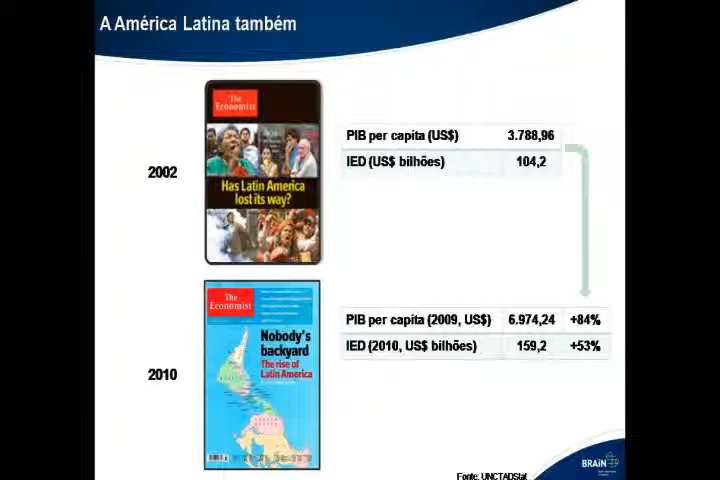 A América Latina também
2002
The
Economist
Has Latin America
lost its way?
PIB per capita (US$) 3.788,96
IED (US$ bilhões) 104,2
2010
The
Economist
Nobody's
backyard
The rise of
Latin America
PIB per capita (2009, US$) 6.974,24 +84%
IED (2010, US$ bilhões) 159,2 +53%
Fonte: UNCTADStat
BRAiN